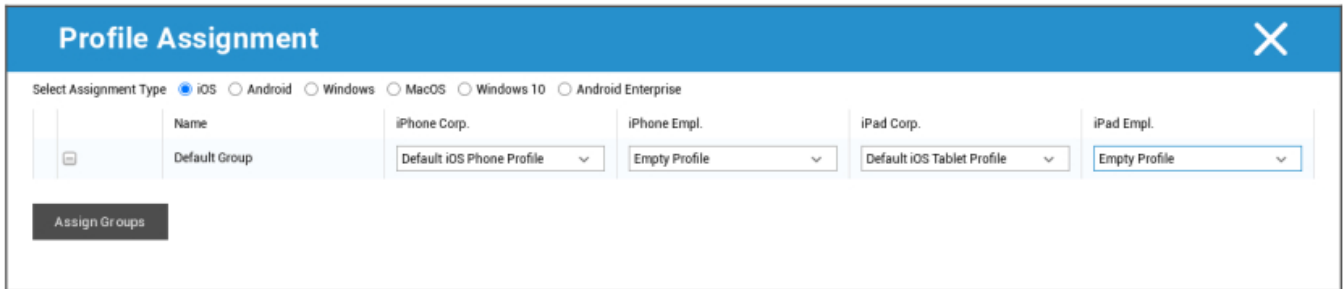 Profile Assignment
Select Assignment Type iOS Android Windows MacOS Windows 10 Android Enterprise
Name iPhone Corp. iPhone Empl. iPad Corp. iPad Empl.
Default Group Default iOS Phone Profile Empty Profile Default iOS Tablet Profile Empty Profile
Assign Groups